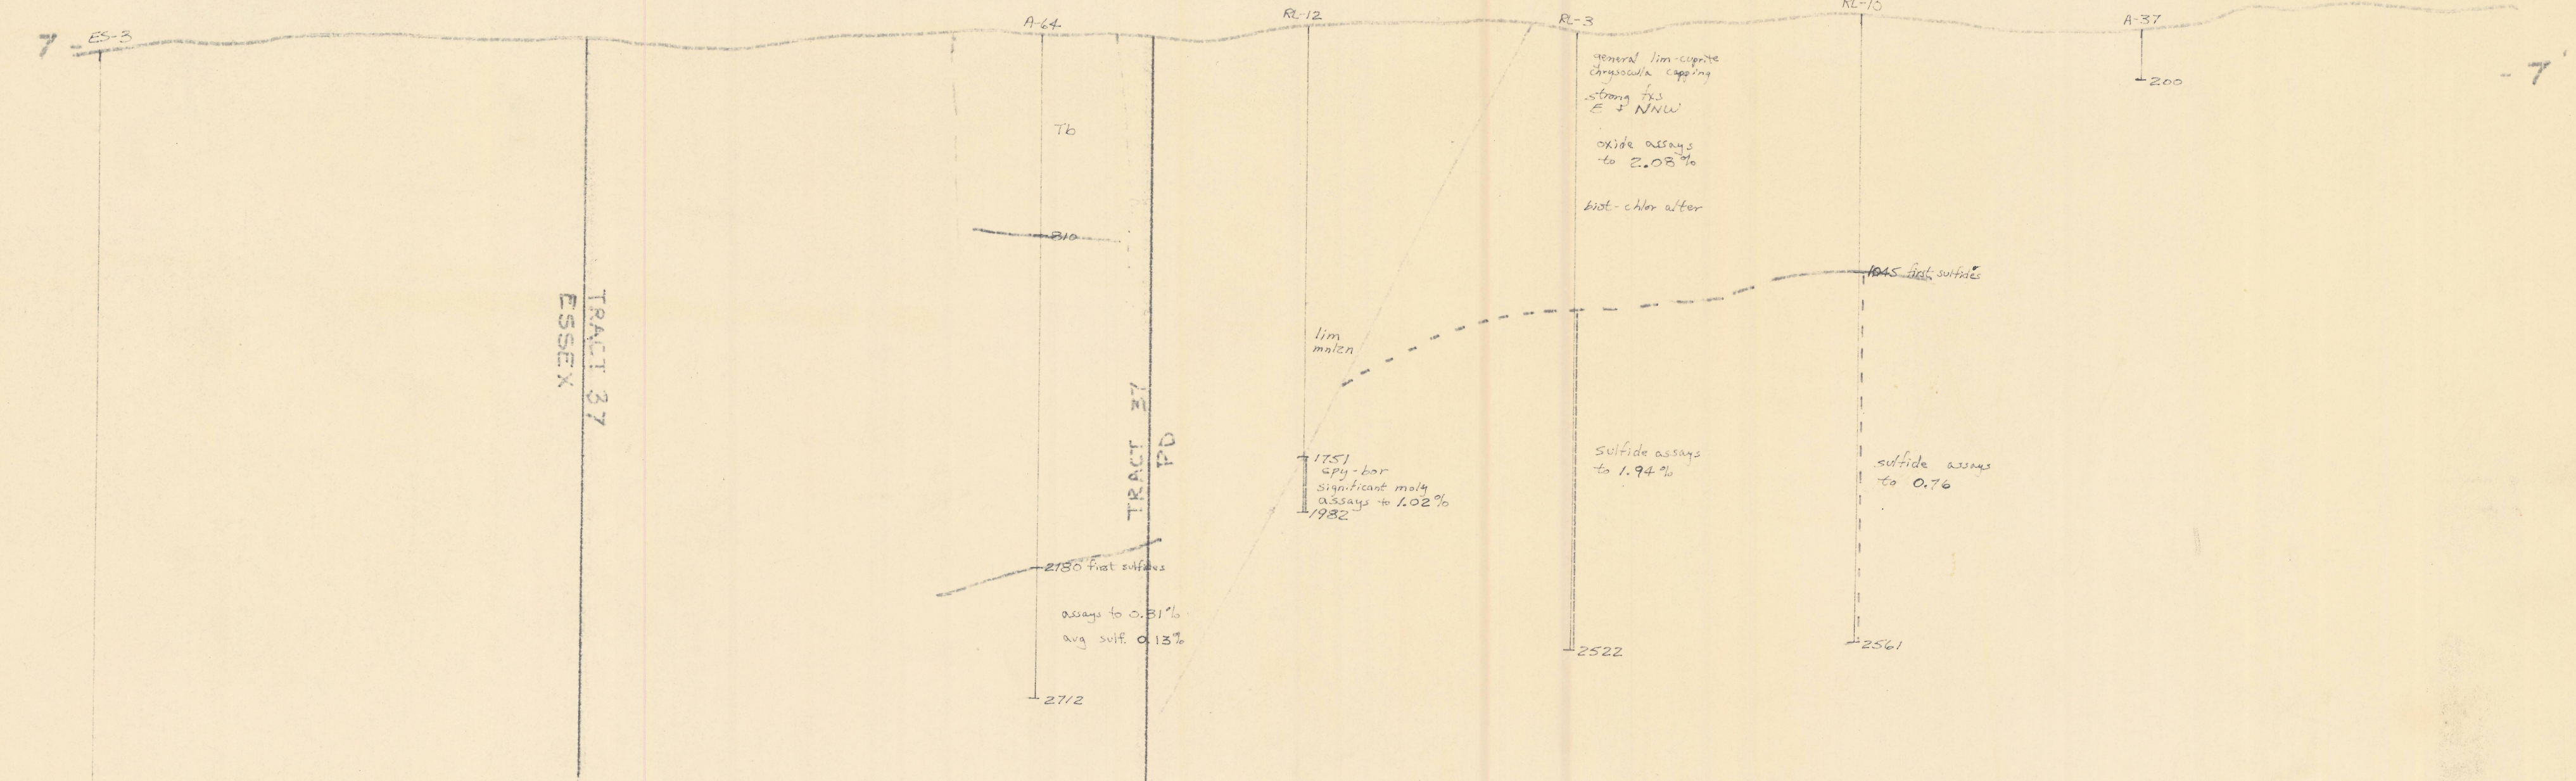 7
ES-3
A-64
RL-12
RL-3
A-37
7'
200
general lim-cuprite
chrysocolla capping
strong fxs
E & NNW
oxide assays
to 2.08%
biot-chlor alter
Tb
810
1045 first sulfides
TRACT 37
ESSEX
TRACT 37
PD
lim
mnlzn
1751
cpy-bor
significant moly
assays to 1.02%
1982
sulfide assays
to 1.94%
sulfide assays
to 0.76
2180 first sulfides
assays to 0.81%
avg sulf. 0.13%
2712
2522
2561